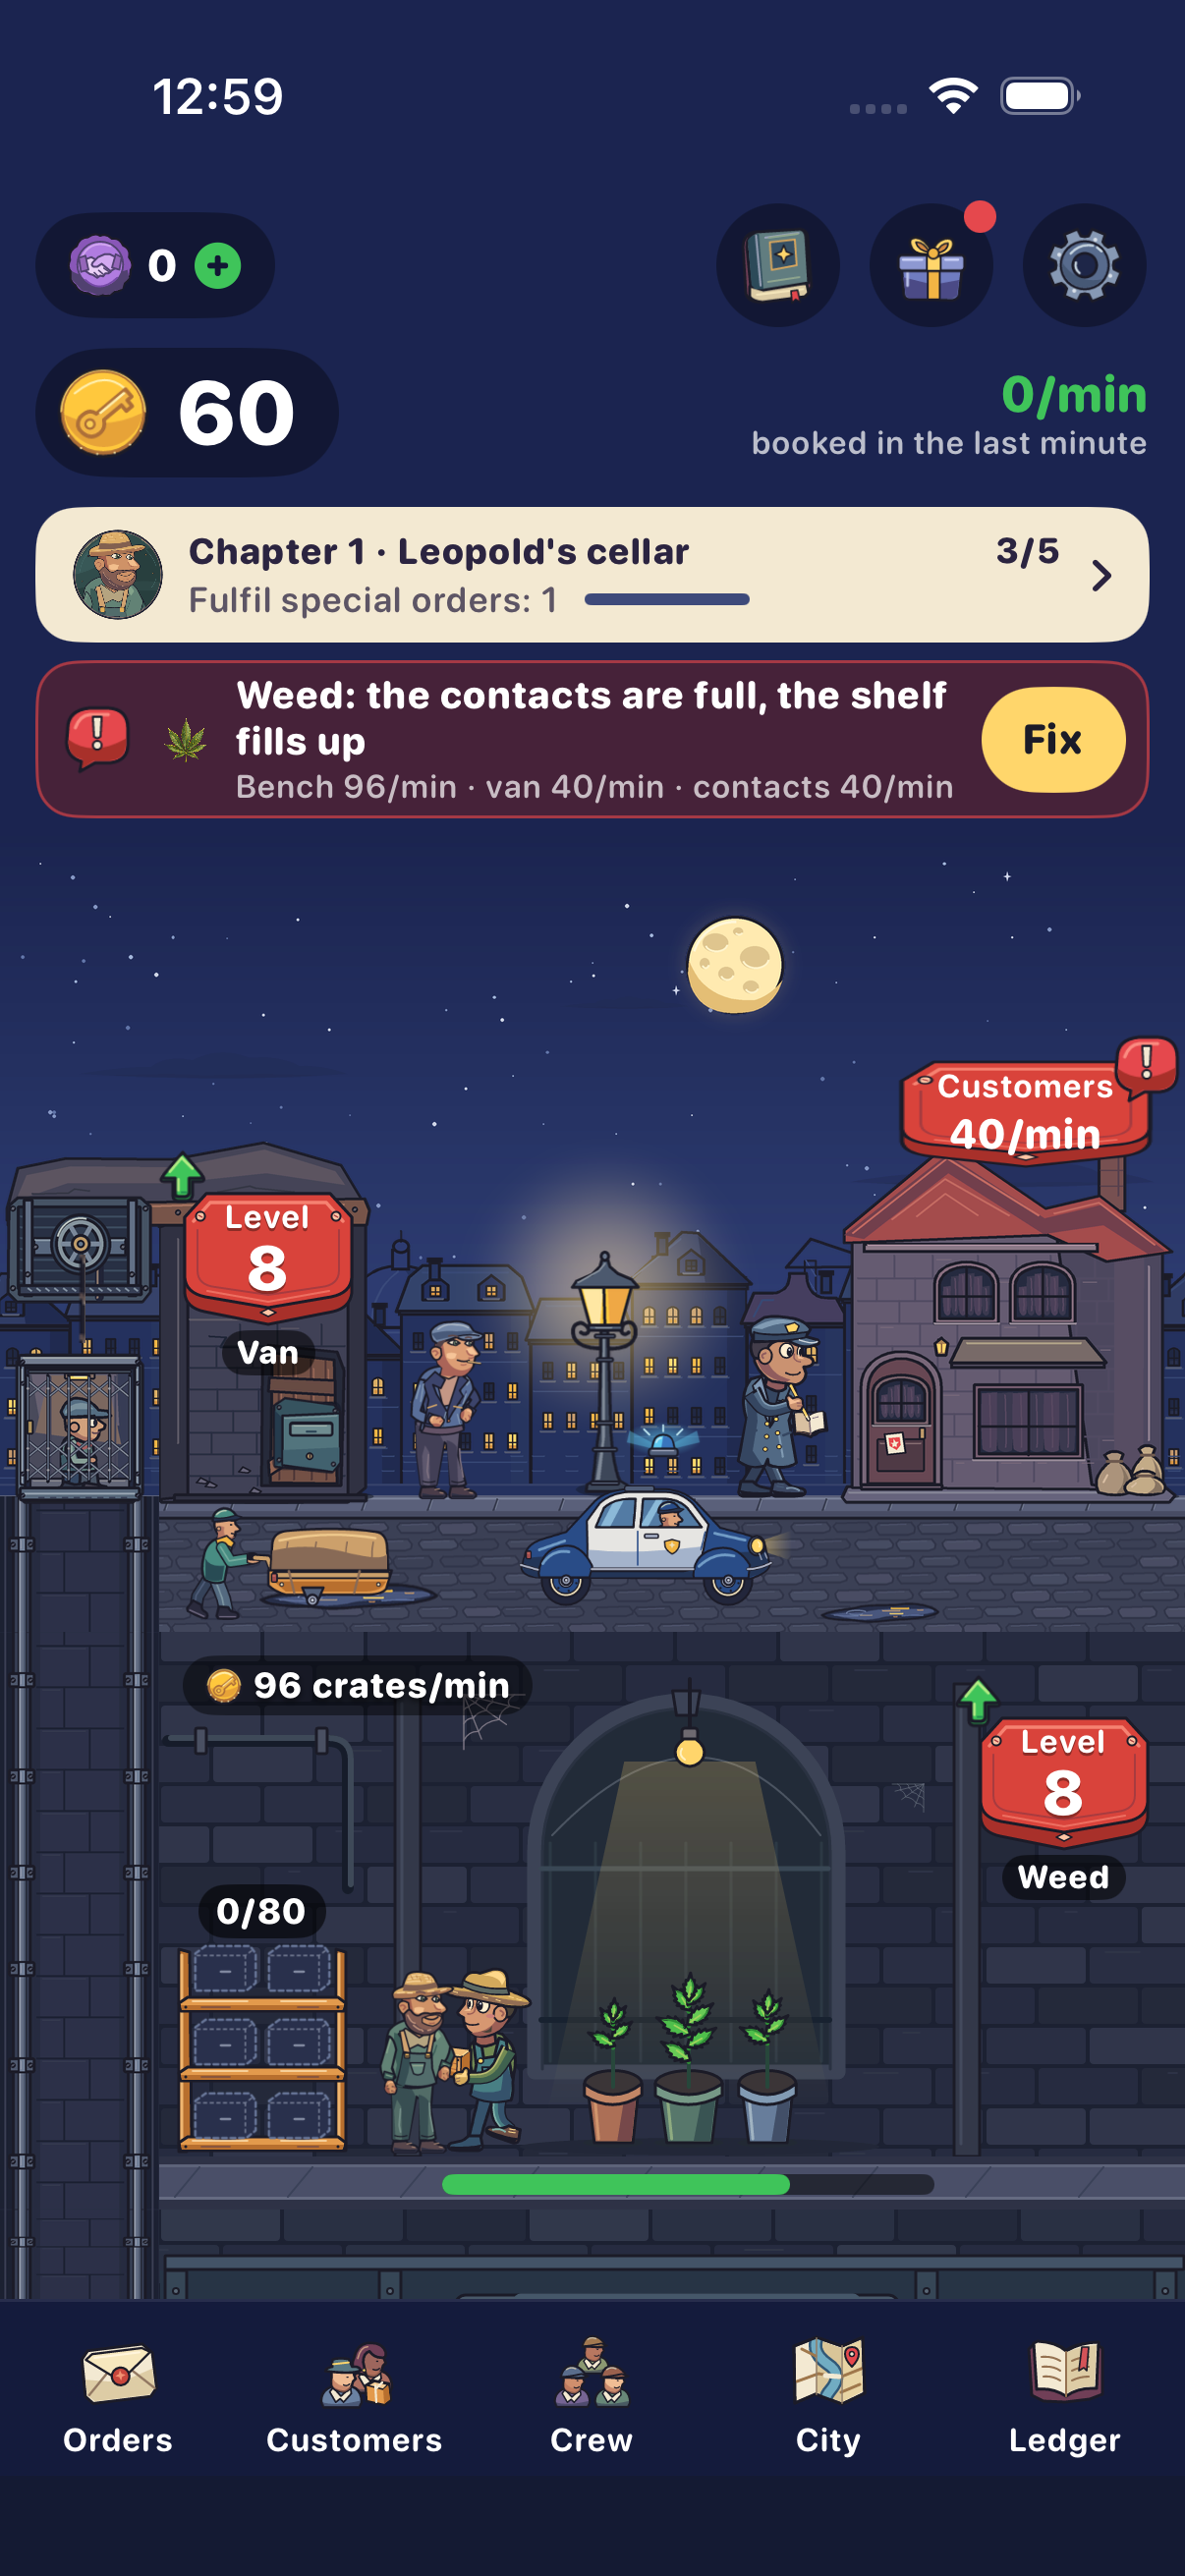 12:59
0
60
0/min
booked in the last minute
Chapter 1 · Leopold's cellar
3/5
Fulfil special orders: 1
Weed: the contacts are full, the shelf
fills up
Bench 96/min · van 40/min · contacts 40/min
Fix
Customers
40/min
Level
8
Van
96 crates/min
Level
8
Weed
0/80
Orders
Customers
Crew
City
Ledger